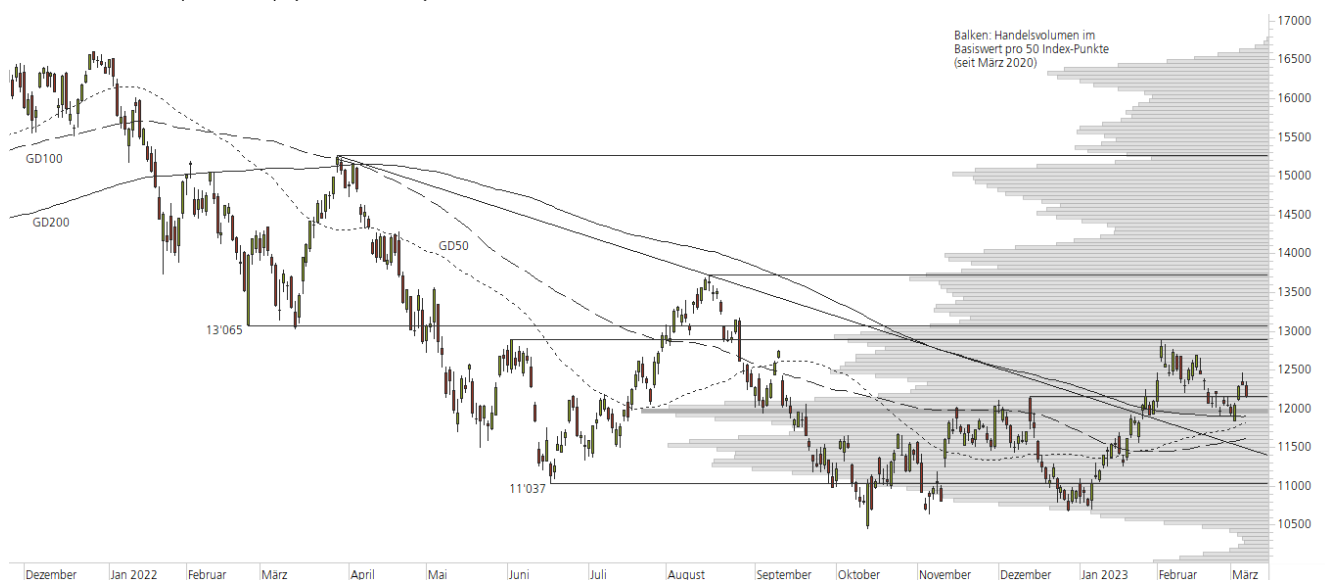 Balken: Handelsvolumen im
Basiswert pro 50 Index-Punkte
(seit März 2020)
17000
16500
16000
15500
15000
14500
14000
13500
13000
12500
12000
11500
11000
10500
GD100
GD200
GD50
13'065
11'037
Dezember
Jan 2022
Februar
März
April
Mai
Juni
Juli
August
September
Oktober
November
Dezember
Jan 2023
Februar
März